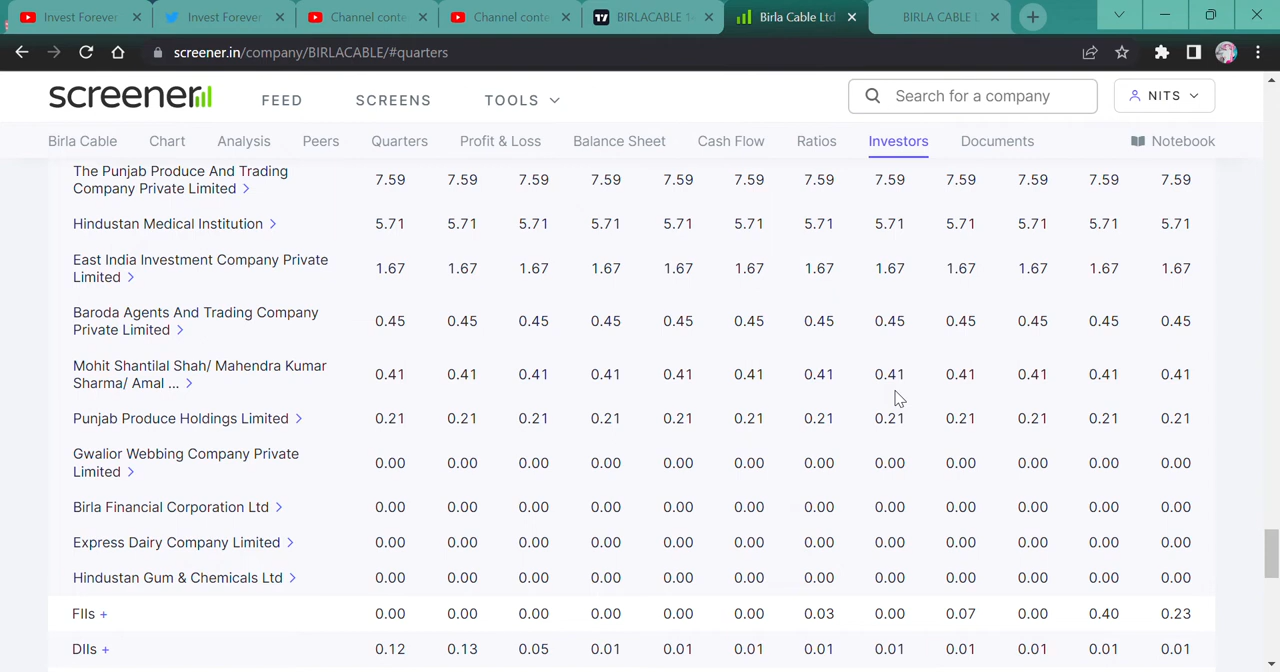 Invest Forever
Invest Forever
Channel conte
Channel conte
BIRLACABLE 1
Birla Cable Ltd
BIRLA CABLE L
screener.in/company/BIRLACABLE/#quarters
screener
FEED
SCREENS
TOOLS
Search for a company
NITS
Birla Cable
Chart
Analysis
Peers
Quarters
Profit & Loss
Balance Sheet
Cash Flow
Ratios
Investors
Documents
Notebook
The Punjab Produce And Trading
Company Private Limited
7.59 7.59 7.59 7.59 7.59 7.59 7.59 7.59 7.59 7.59 7.59 7.59
Hindustan Medical Institution 5.71 5.71 5.71 5.71 5.71 5.71 5.71 5.71 5.71 5.71 5.71 5.71
East India Investment Company Private
Limited
1.67 1.67 1.67 1.67 1.67 1.67 1.67 1.67 1.67 1.67 1.67 1.67
Baroda Agents And Trading Company
Private Limited
0.45 0.45 0.45 0.45 0.45 0.45 0.45 0.45 0.45 0.45 0.45 0.45
Mohit Shantilal Shah/ Mahendra Kumar
Sharma/ Amal ...
0.41 0.41 0.41 0.41 0.41 0.41 0.41 0.41 0.41 0.41 0.41 0.41
Punjab Produce Holdings Limited 0.21 0.21 0.21 0.21 0.21 0.21 0.21 0.21 0.21 0.21 0.21 0.21
Gwalior Webbing Company Private
Limited
0.00 0.00 0.00 0.00 0.00 0.00 0.00 0.00 0.00 0.00 0.00 0.00
Birla Financial Corporation Ltd 0.00 0.00 0.00 0.00 0.00 0.00 0.00 0.00 0.00 0.00 0.00 0.00
Express Dairy Company Limited 0.00 0.00 0.00 0.00 0.00 0.00 0.00 0.00 0.00 0.00 0.00 0.00
Hindustan Gum & Chemicals Ltd 0.00 0.00 0.00 0.00 0.00 0.00 0.00 0.00 0.00 0.00 0.00 0.00
FIIs + 0.00 0.00 0.00 0.00 0.00 0.00 0.03 0.00 0.07 0.00 0.40 0.23
DIIs + 0.12 0.13 0.05 0.01 0.01 0.01 0.01 0.01 0.01 0.01 0.01 0.01